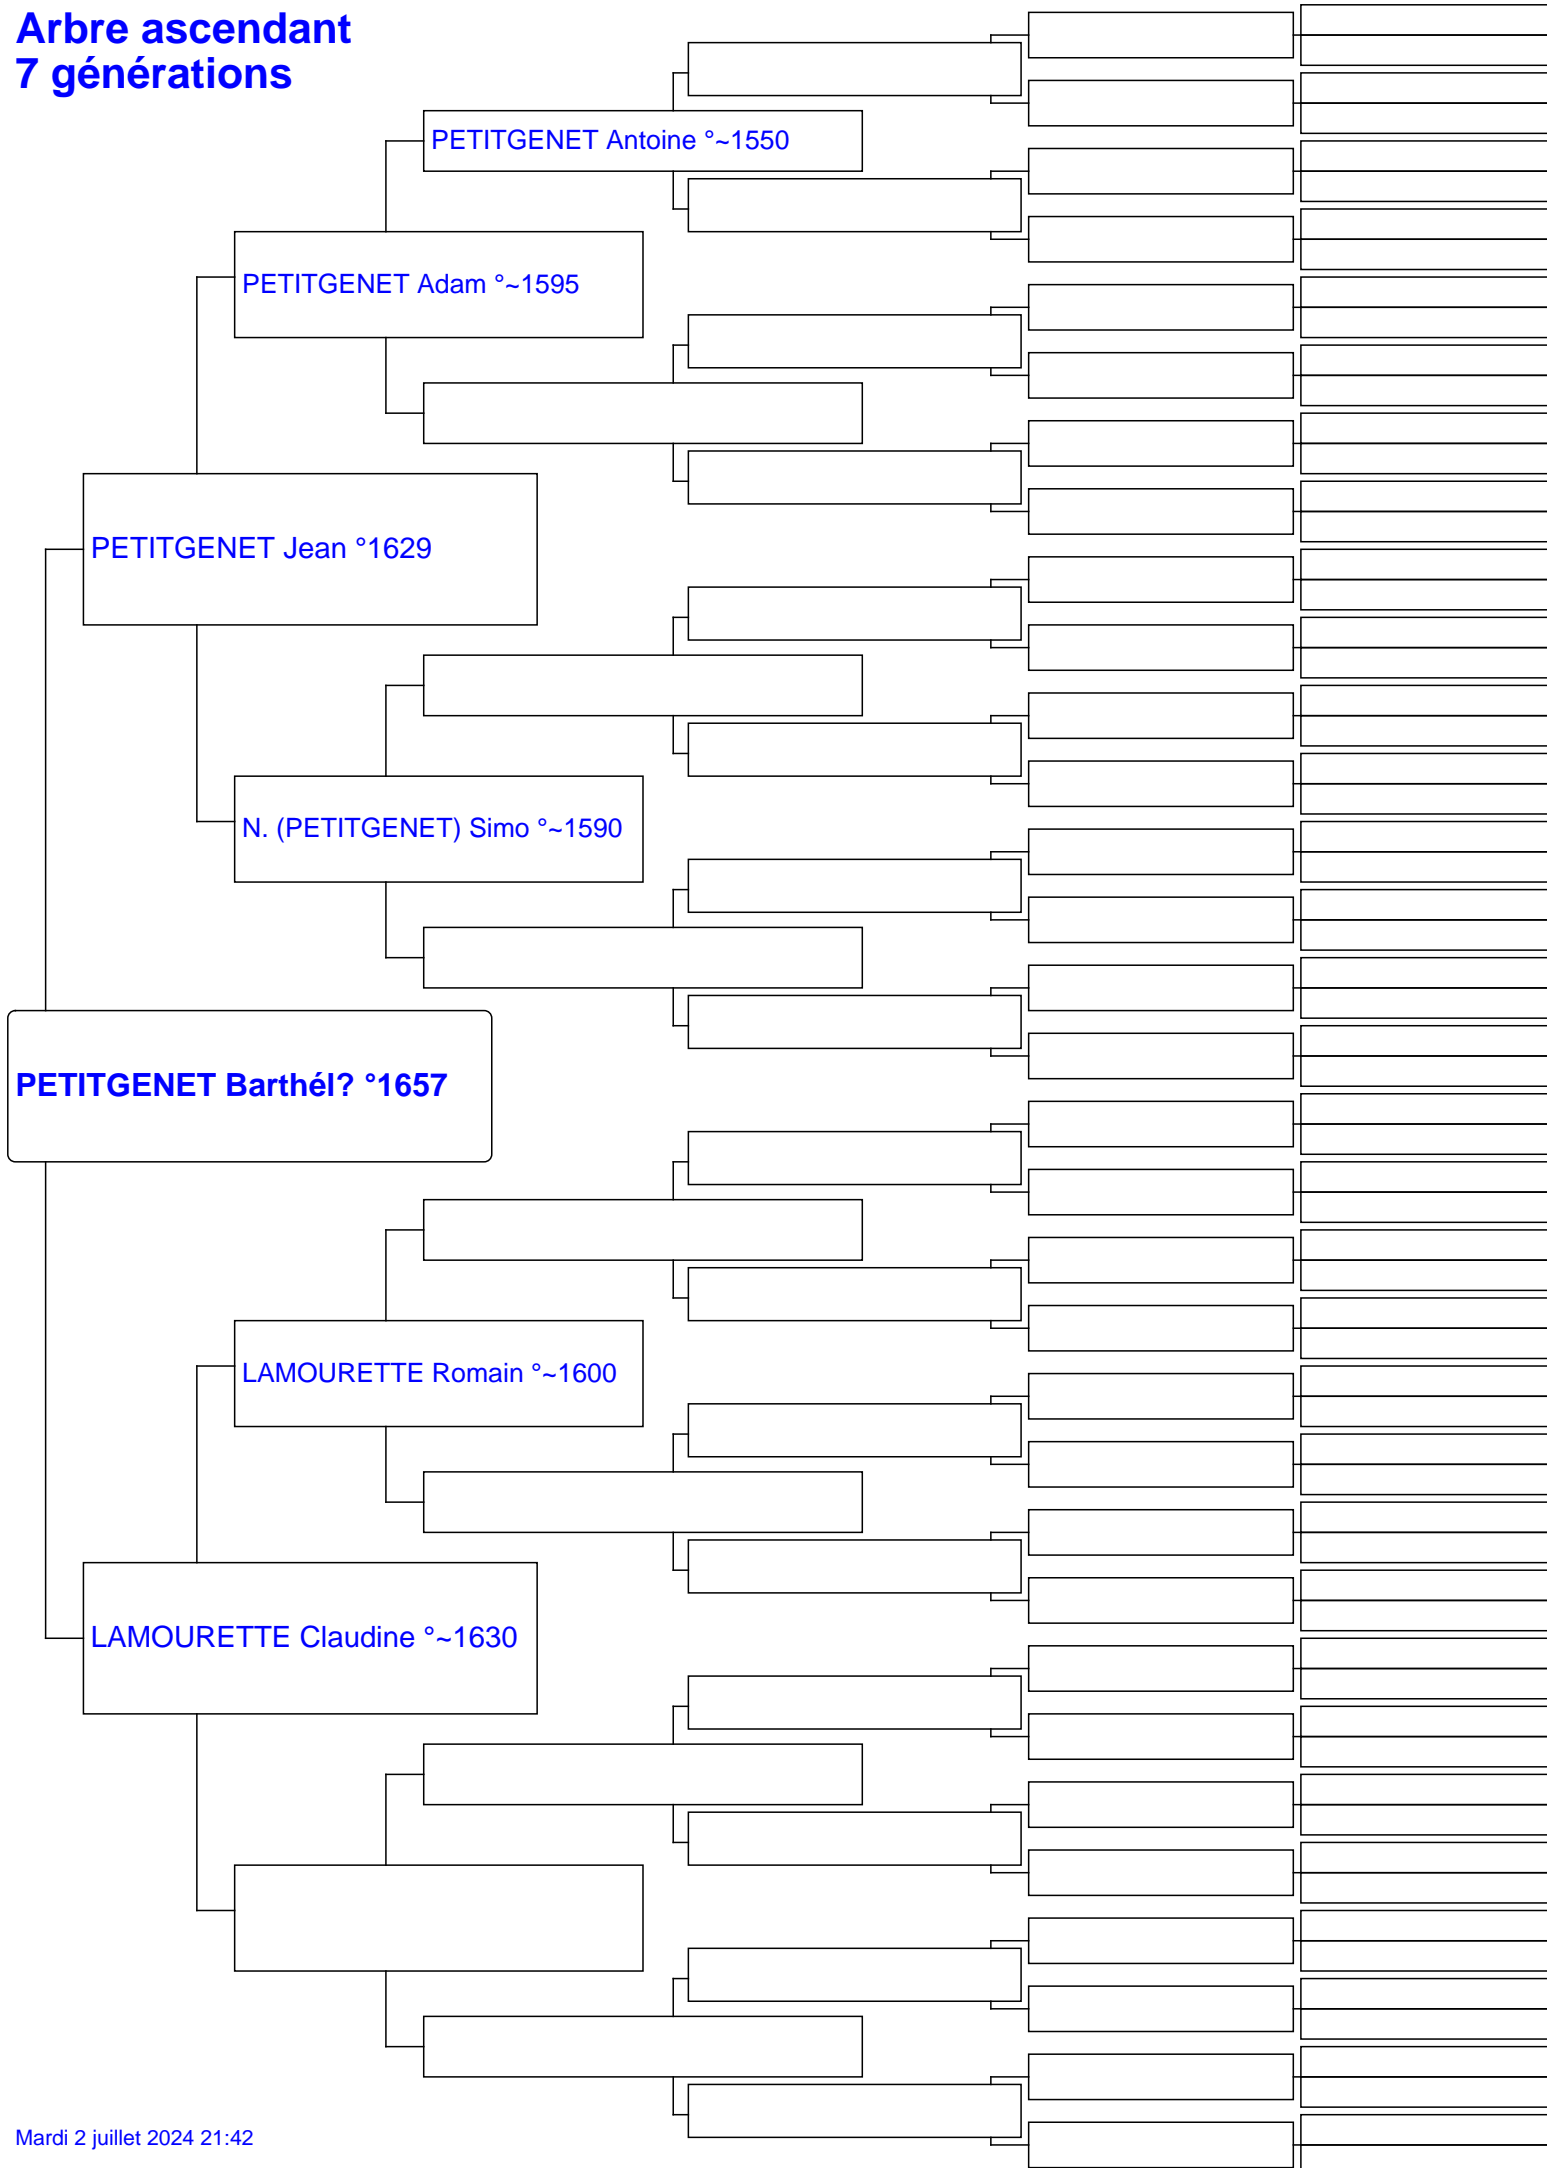 Arbre ascendant
7 générations
PETITGENET Antoine °~1550
PETITGENET Adam °~1595
PETITGENET Jean °1629
N. (PETITGENET) Simo °~1590
PETITGENET Barthél? °1657
LAMOURETTE Romain °~1600
LAMOURETTE Claudine °~1630
Mardi 2 juillet 2024 21:42